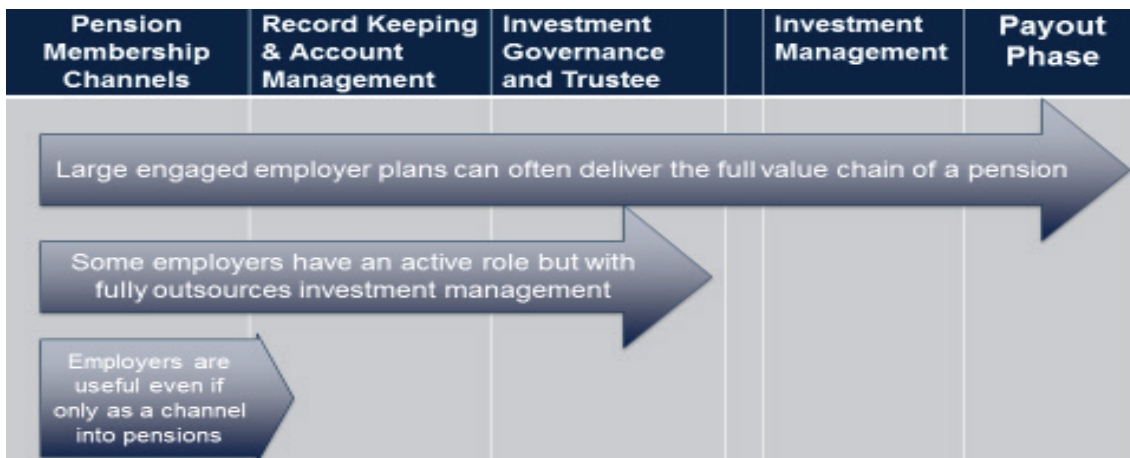 Pension
Membership
Channels
Record Keeping
& Account
Management
Investment
Governance
and Trustee
Investment
Management
Payout
Phase
Large engaged employer plans can often deliver the full value chain of a pension
Some employers have an active role but with
fully outsources investment management
Employers are
useful even if
only as a channel
into pensions